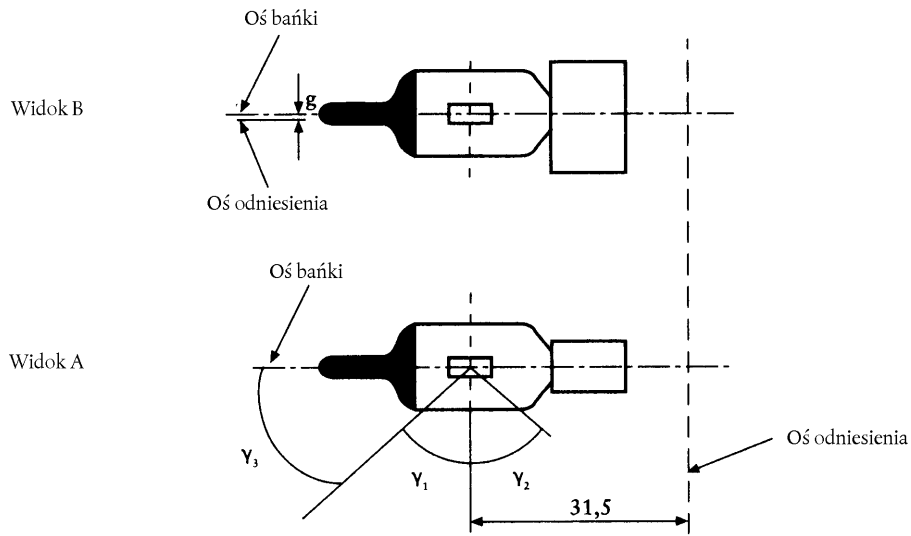 Oś bańki
Widok B
g
Oś odniesienia
Oś bańki
Widok A
Oś odniesienia
γ₃
γ₁
γ₂
31,5